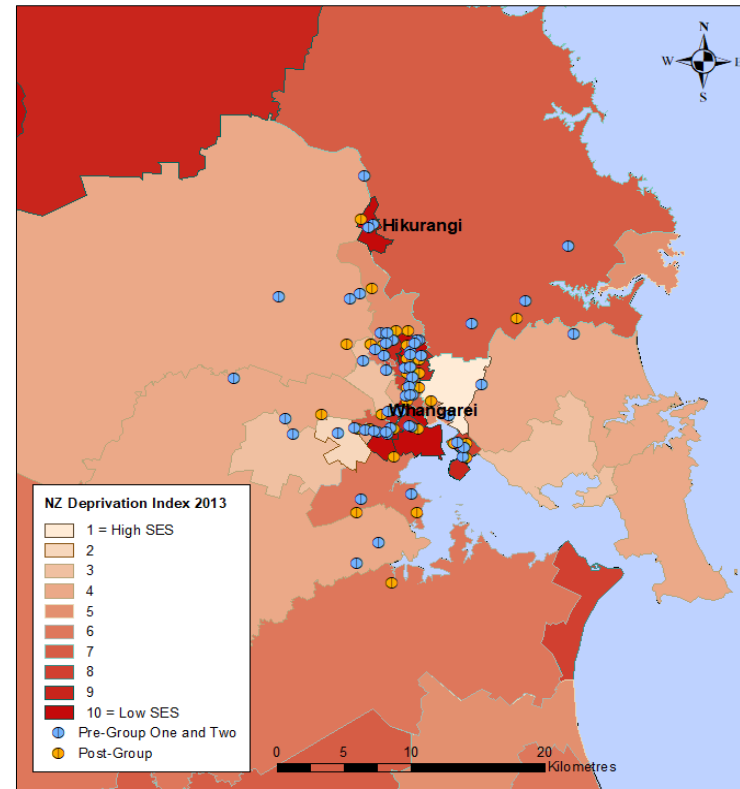 N
W E
S
Hikurangi
Whangarei
NZ Deprivation Index 2013
1 = High SES
2
3
4
5
6
7
8
9
10 = Low SES
Pre-Group One and Two
Post-Group
0 5 10 20
Kilometres